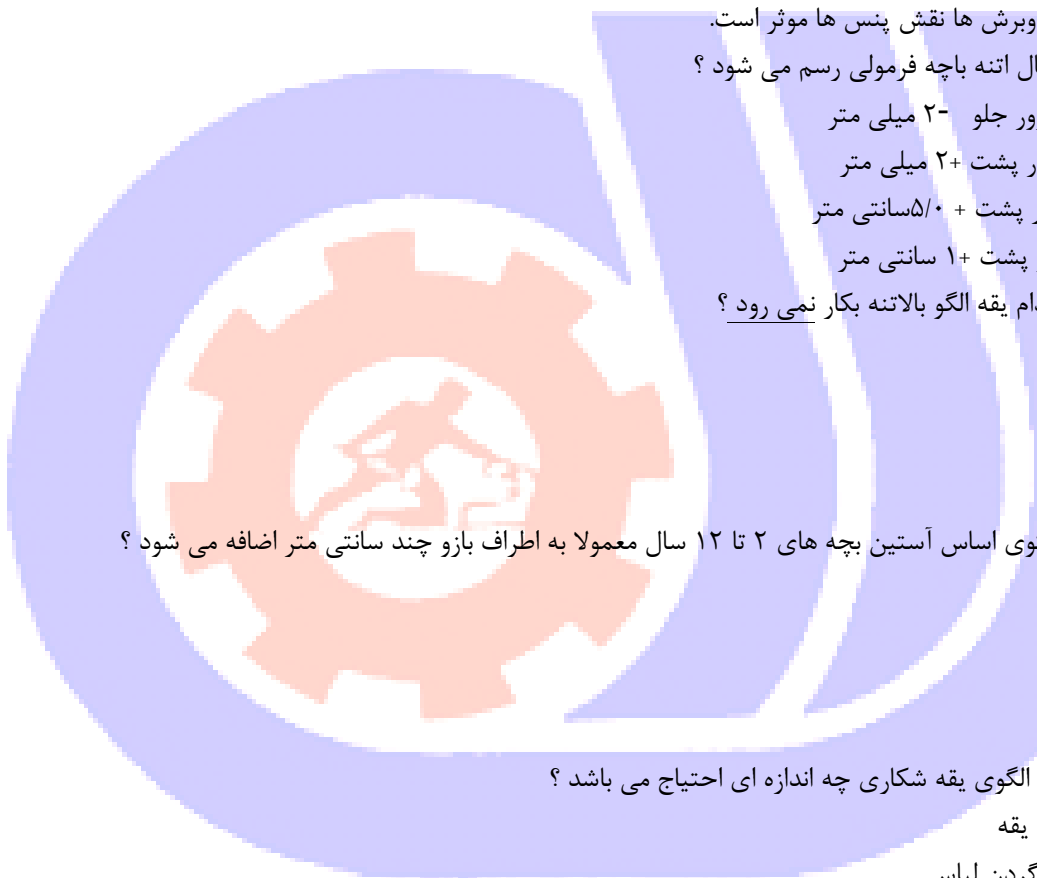 وبرش ها نقش پنس ها موثر است.
ال اتنه باچه فرمولی رسم می شود ؟
ور جلو -۲ میلی متر
ر پشت +۲ میلی متر
ر پشت + ۵/۰سانتی متر
پشت +۱ سانتی متر
دام یقه الگو بالاتنه بکار نمی رود ؟
وی اساس آستین بچه های ۲ تا ۱۲ سال معمولا به اطراف بازو چند سانتی متر اضافه می شود ؟
الگوی یقه شکاری چه اندازه ای احتیاج می باشد ؟
یقه
گردن لباس